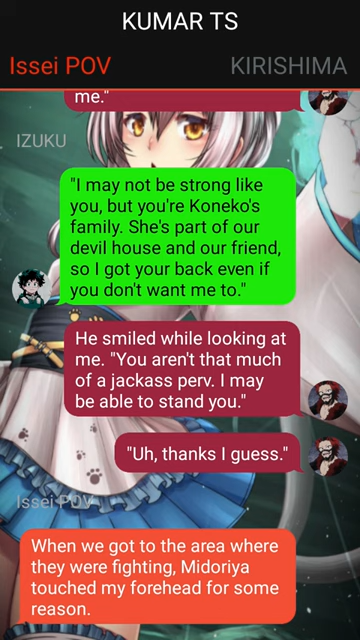 KUMAR TS
Issei POV
KIRISHIMA
me."
IZUKU
"I may not be strong like
you, but you're Koneko's
family. She's part of our
devil house and our friend,
so I got your back even if
you don't want me to."
He smiled while looking at
me. "You aren't that much
of a jackass perv. I may
be able to stand you."
"Uh, thanks I guess."
Issei POV
When we got to the area where
they were fighting, Midoriya
touched my forehead for some
reason.